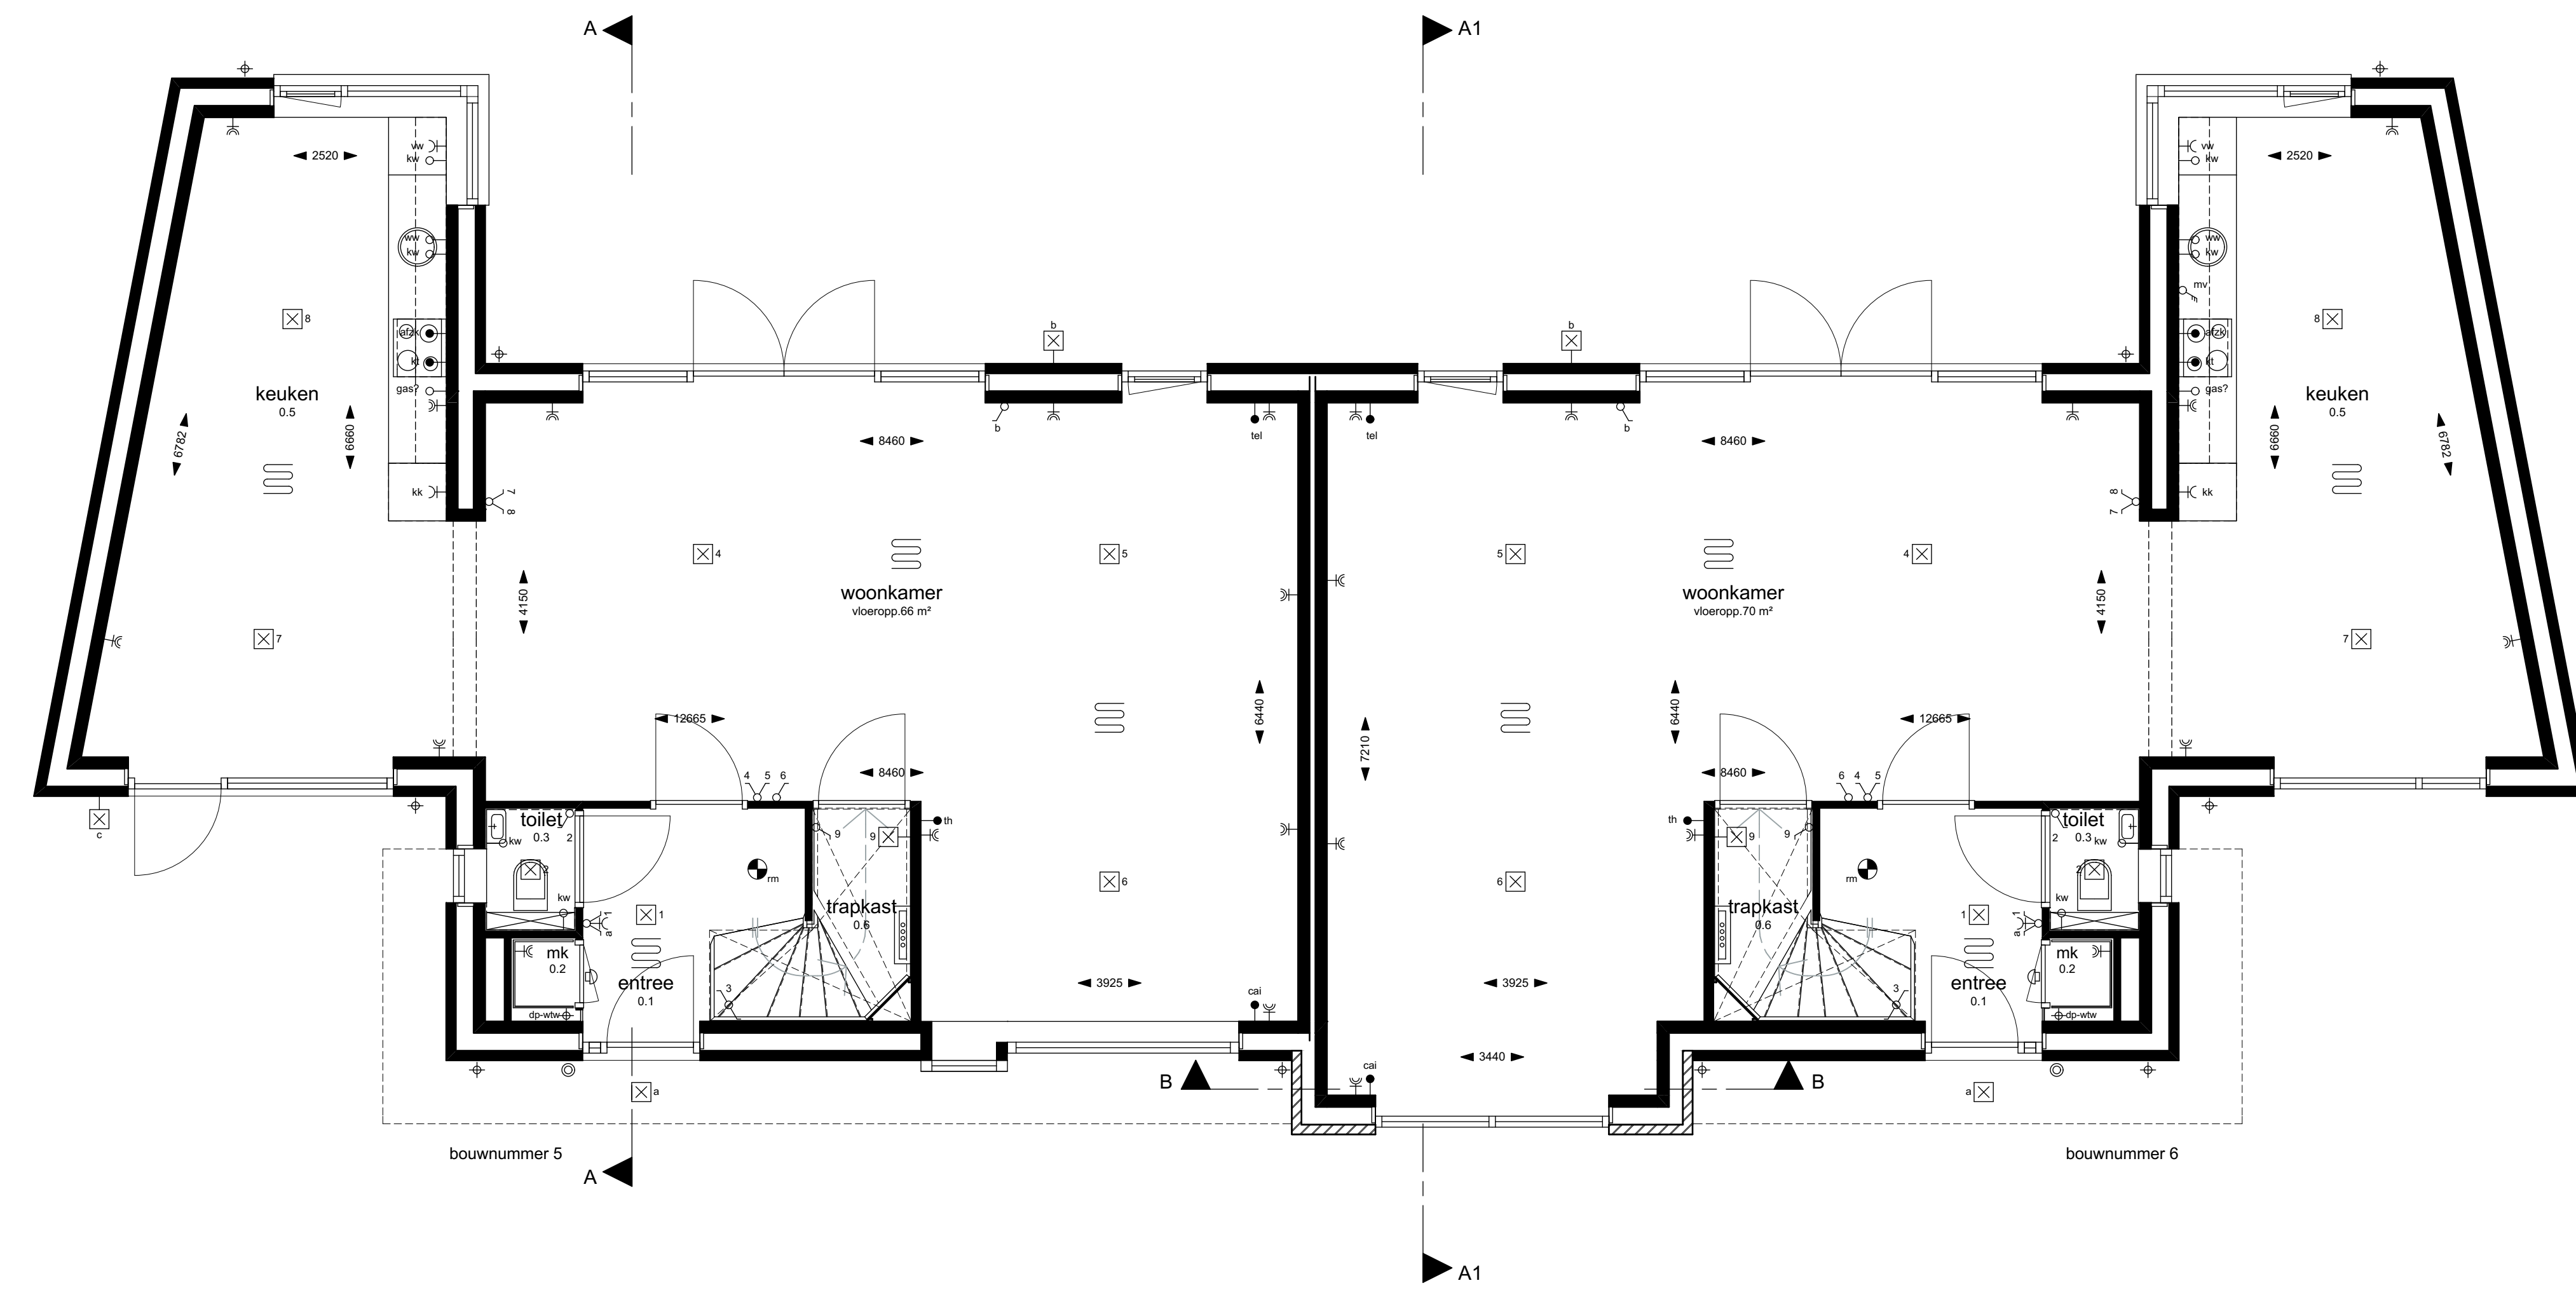 A
A1
2520
2520
vw
kw
vw
kw
ww
kw
ww
kw
mv
8
8
b
b
afzk
kt
afzk
kt
gas?
gas?
keuken
0.5
keuken
0.5
6782
6660
6660
6782
b
tel
tel
b
8460
8460
kk
kk
7
8
8
7
4
5
5
4
4150
woonkamer
vloeropp.66 m²
woonkamer
vloeropp.70 m²
4150
7
7
6440
7210
6440
12665
12665
8460
8460
4 5 6
6 4 5
c
toilet
0.3
kw
2
2
kw
9
9
th
th
9
9
toilet
0.3
kw
2
2
kw
rm
rm
6
6
a
1
1
trapkast
0.6
trapkast
0.6
1
a
1
mk
0.2
mk
0.2
entree
0.1
entree
0.1
3
3
3925
3925
dp-wtw
dp-wtw
cai
cai
3440
a
a
B
B
bouwnummer 5
bouwnummer 6
A
A1